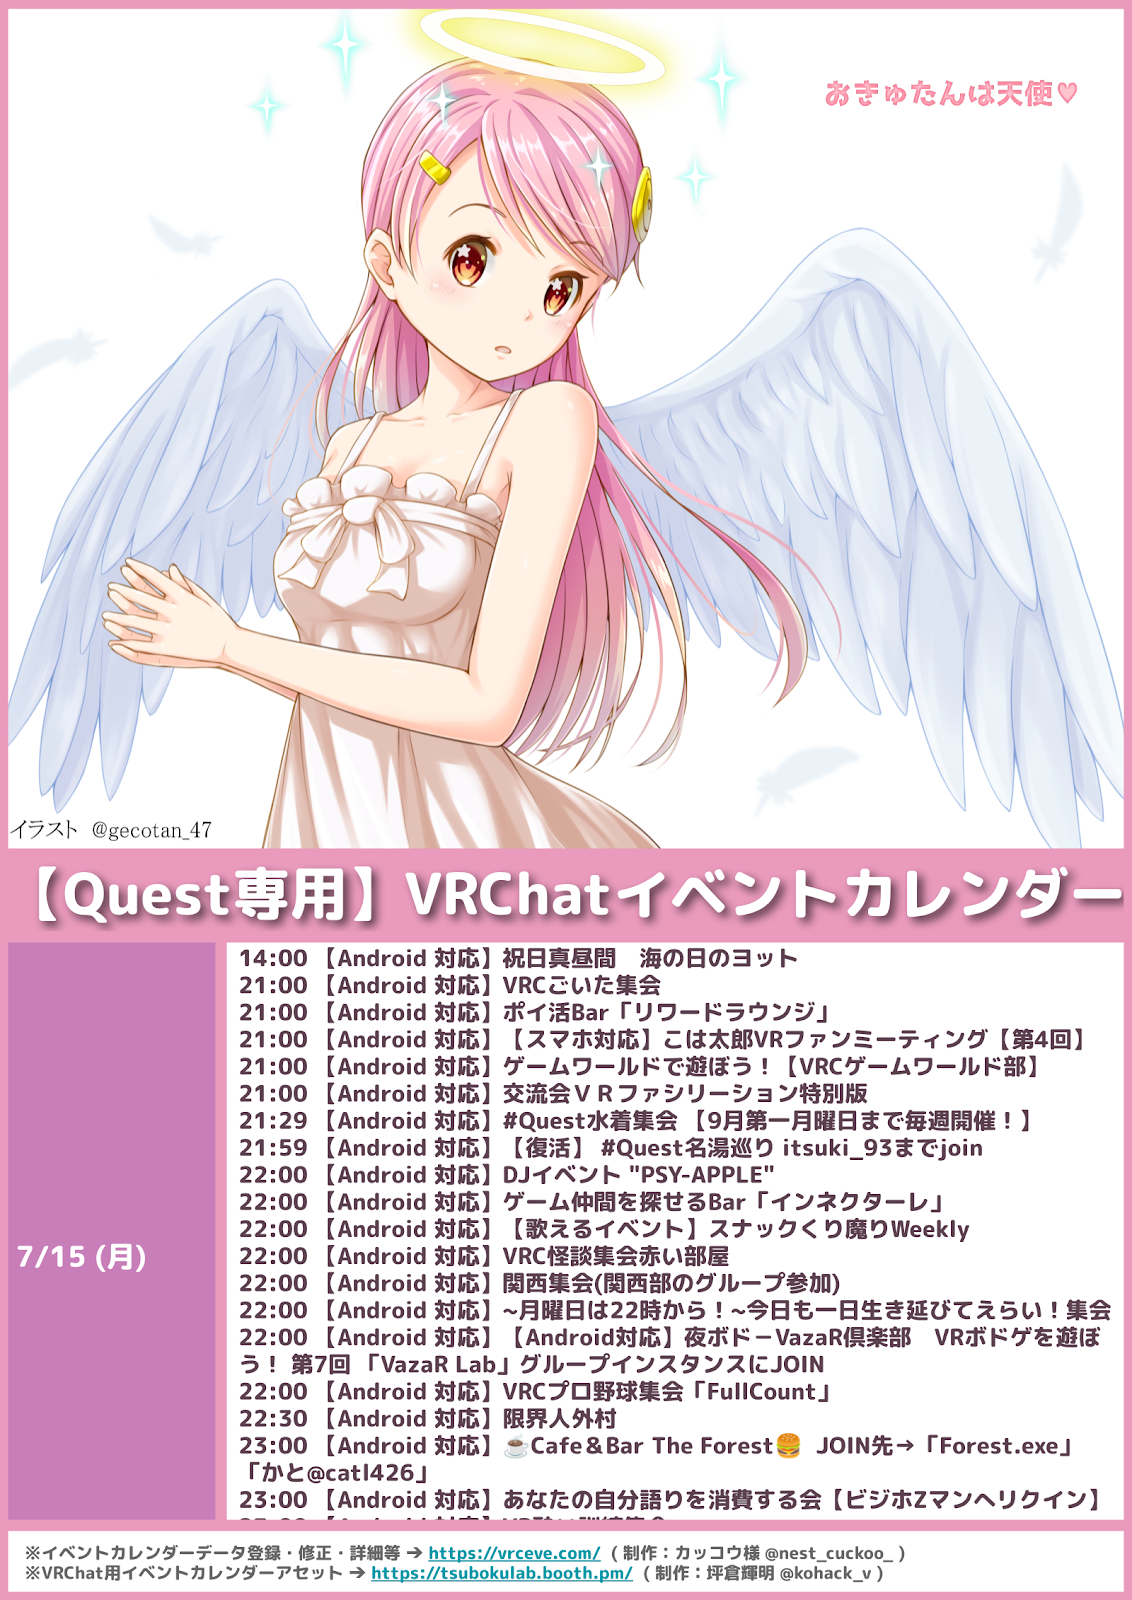 おきゅたんは天使♥
イラスト @gecotan_47
【Quest専用】VRChatイベントカレンダー
7/15 (月)
14:00 【Android 対応】祝日真昼間　海の日のヨット
21:00 【Android 対応】VRCごいた集会
21:00 【Android 対応】ポイ活Bar「リワードラウンジ」
21:00 【Android 対応】【スマホ対応】こは太郎VRファンミーティング【第4回】
21:00 【Android 対応】ゲームワールドで遊ぼう！【VRCゲームワールド部】
21:00 【Android 対応】交流会ＶＲファシリーション特別版
21:29 【Android 対応】#Quest水着集会 【9月第一月曜日まで毎週開催！】
21:59 【Android 対応】【復活】 #Quest名湯巡り itsuki_93までjoin
22:00 【Android 対応】DJイベント "PSY-APPLE"
22:00 【Android 対応】ゲーム仲間を探せるBar「インネクターレ」
22:00 【Android 対応】【歌えるイベント】スナックくり魔りWeekly
22:00 【Android 対応】VRC怪談集会赤い部屋
22:00 【Android 対応】関西集会(関西部のグループ参加)
22:00 【Android 対応】~月曜日は22時から！~今日も一日生き延びてえらい！集会
22:00 【Android 対応】【Android対応】夜ボド－VazaR倶楽部　VRボドゲを遊ぼ
う！ 第7回 「VazaR Lab」グループインスタンスにJOIN
22:00 【Android 対応】VRCプロ野球集会「FullCount」
22:30 【Android 対応】限界人外村
23:00 【Android 対応】☕Cafe＆Bar The Forest🍔 JOIN先→「Forest.exe」
「かと@catl426」
23:00 【Android 対応】あなたの自分語りを消費する会【ビジホZマンヘリクイン】
※イベントカレンダーデータ登録・修正・詳細等 ➔ https://vrceve.com/ ( 制作：カッコウ様 @nest_cuckoo_ )
※VRChat用イベントカレンダーアセット ➔ https://tsubokulab.booth.pm/ ( 制作：坪倉輝明 @kohack_v )